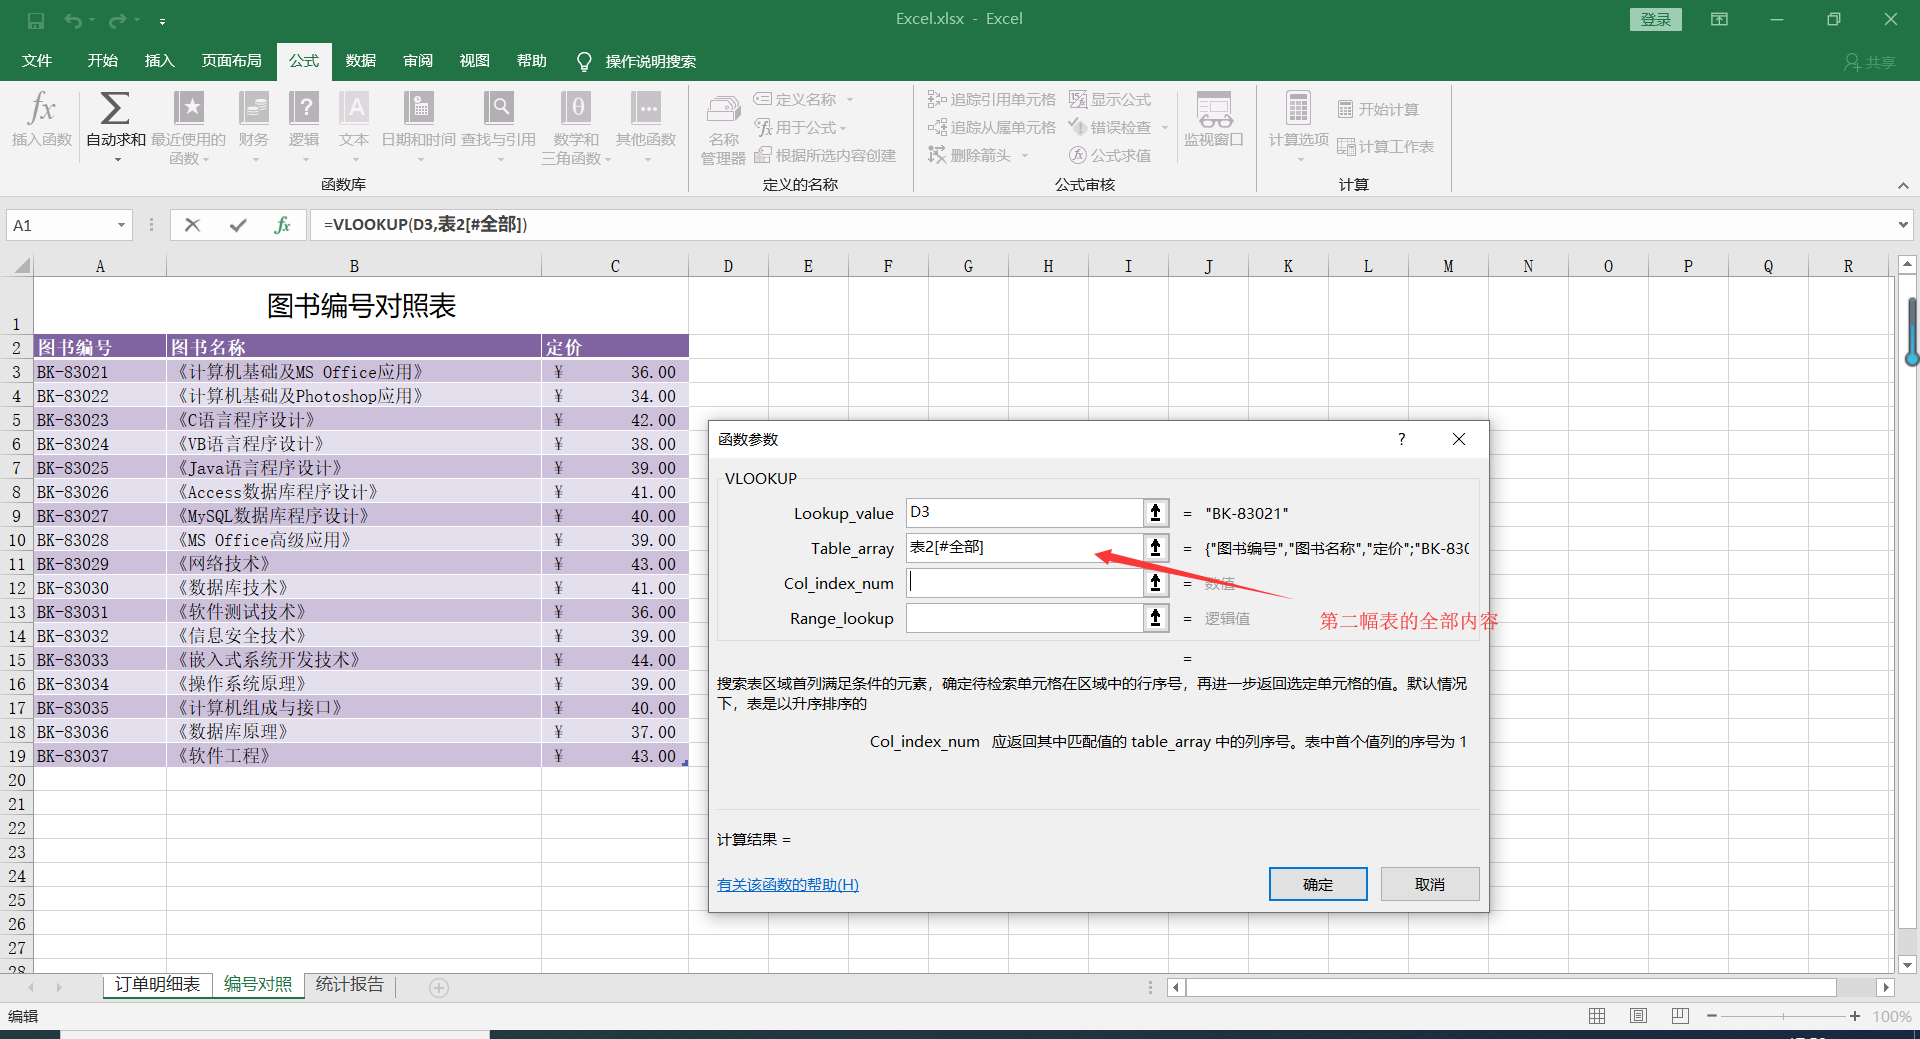 Excel.xlsx - Excel
登录
文件 开始 插入 页面布局 公式 数据 审阅 视图 帮助 操作说明搜索
共享
插入函数 自动求和 最近使用的函数 财务 逻辑 文本 日期和时间 查找与引用 数学和三角函数 其他函数
函数库
名称管理器 定义名称 用于公式 根据所选内容创建
定义的名称
追踪引用单元格 显示公式
追踪从属单元格 错误检查
删除箭头 公式求值
监视窗口
公式审核
计算选项 开始计算 计算工作表
计算
A1 fx =VLOOKUP(D3,表2[#全部])
A B C D E F G H I J K L M N O P Q R
1 图书编号对照表
2 图书编号 图书名称 定价
3 BK-83021 《计算机基础及MS Office应用》 ¥ 36.00
4 BK-83022 《计算机基础及Photoshop应用》 ¥ 34.00
5 BK-83023 《C语言程序设计》 ¥ 42.00
6 BK-83024 《VB语言程序设计》 ¥ 38.00
7 BK-83025 《Java语言程序设计》 ¥ 39.00
8 BK-83026 《Access数据库程序设计》 ¥ 41.00
9 BK-83027 《MySQL数据库程序设计》 ¥ 40.00
10 BK-83028 《MS Office高级应用》 ¥ 39.00
11 BK-83029 《网络技术》 ¥ 43.00
12 BK-83030 《数据库技术》 ¥ 41.00
13 BK-83031 《软件测试技术》 ¥ 36.00
14 BK-83032 《信息安全技术》 ¥ 39.00
15 BK-83033 《嵌入式系统开发技术》 ¥ 44.00
16 BK-83034 《操作系统原理》 ¥ 39.00
17 BK-83035 《计算机组成与接口》 ¥ 40.00
18 BK-83036 《数据库原理》 ¥ 37.00
19 BK-83037 《软件工程》 ¥ 43.00
20
21
22
23
24
25
26
27
28
函数参数 ?
VLOOKUP
Lookup_value D3 = "BK-83021"
Table_array 表2[#全部] = {"图书编号","图书名称","定价";"BK-830
Col_index_num = 数值
Range_lookup = 逻辑值
第二幅表的全部内容
=
搜索表区域首列满足条件的元素，确定待检索单元格在区域中的行序号，再进一步返回选定单元格的值。默认情况
下，表是以升序排序的
Col_index_num 应返回其中匹配值的 table_array 中的列序号。表中首个值列的序号为 1
计算结果 =
有关该函数的帮助(H)
确定 取消
订单明细表 编号对照 统计报告
编辑
100%